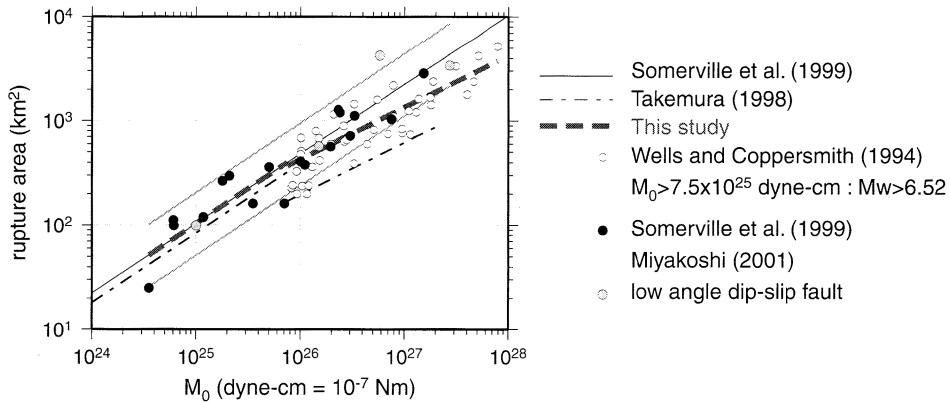 10⁴
10³
10²
10¹
rupture area (km²)
10²⁴
10²⁵
10²⁶
10²⁷
10²⁸
M₀ (dyne-cm = 10⁻⁷ Nm)
Somerville et al. (1999)
Takemura (1998)
This study
Wells and Coppersmith (1994)
M₀>7.5x10²⁵ dyne-cm : Mw>6.52
Somerville et al. (1999)
Miyakoshi (2001)
low angle dip-slip fault